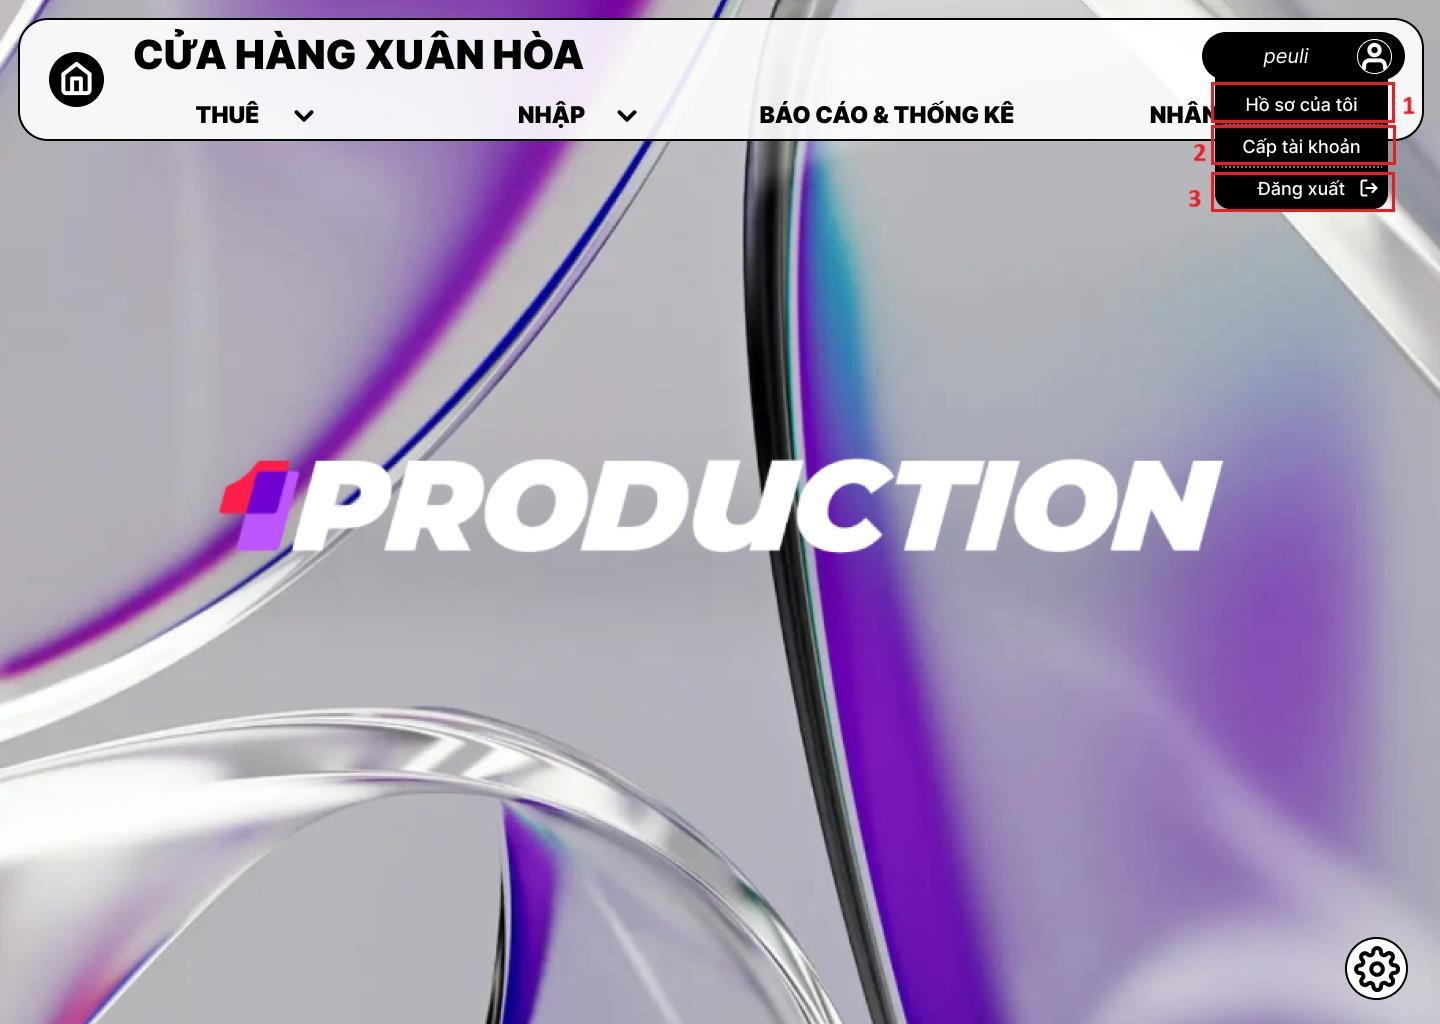 CỬA HÀNG XUÂN HÒA
peuli
THUÊ
NHẬP
BÁO CÁO & THỐNG KÊ
NHÂN
Hồ sơ của tôi
1
Cấp tài khoản
2
Đăng xuất
3
1PRODUCTION